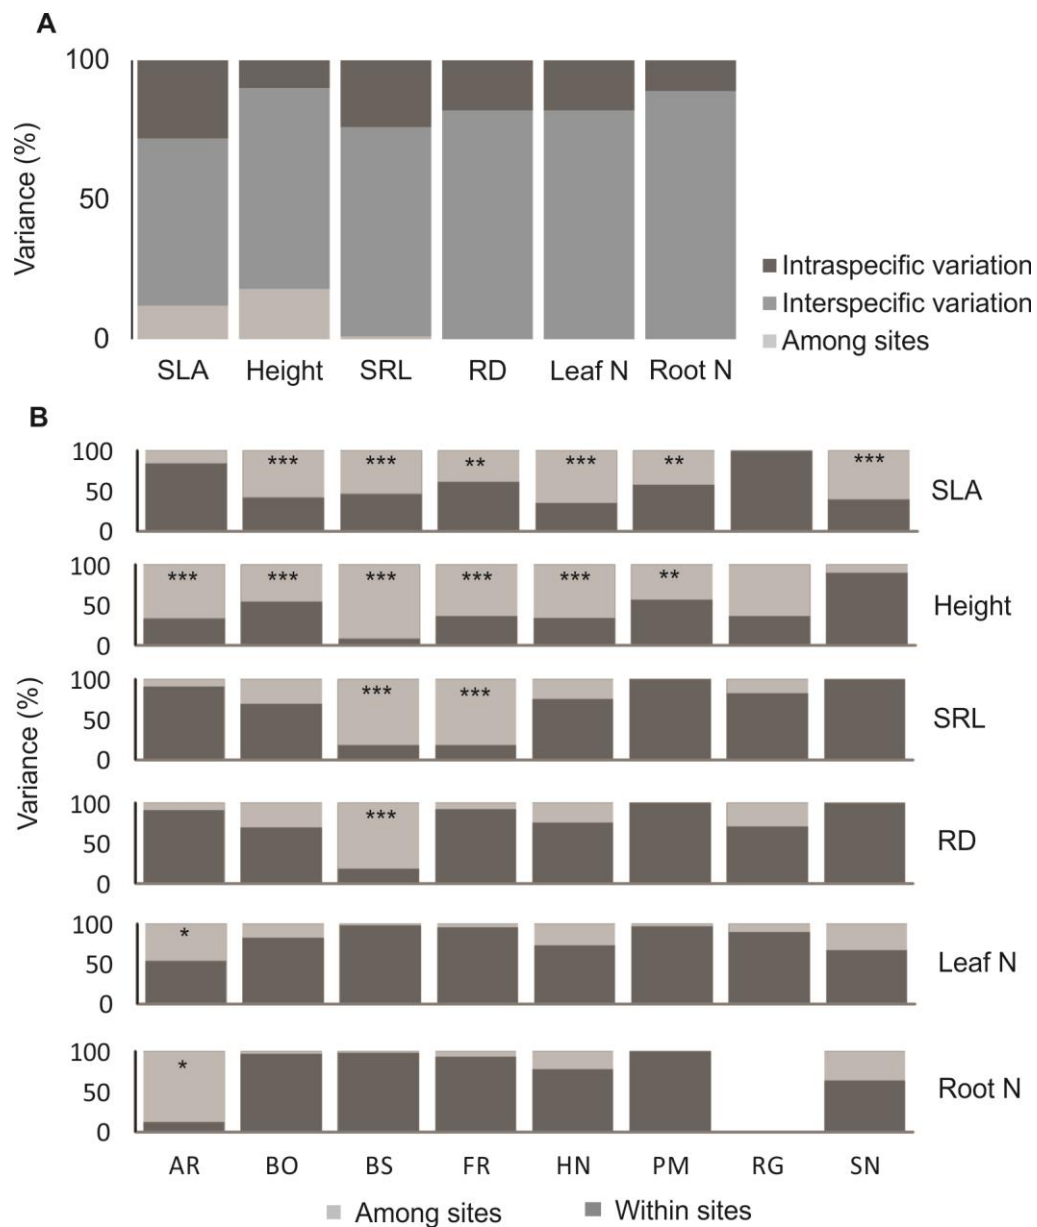 A
100
50
0
Variance (%)
SLA Height SRL RD Leaf N Root N
Intraspecific variation
Interspecific variation
Among sites
B
Variance (%)
100
50
0
*** *** ** *** ** ***
SLA
100
50
0
*** *** *** *** *** **
Height
100
50
0
*** ***
SRL
100
50
0
***
RD
100
50
0
*
Leaf N
100
50
0
*
Root N
AR BO BS FR HN PM RG SN
Among sites Within sites